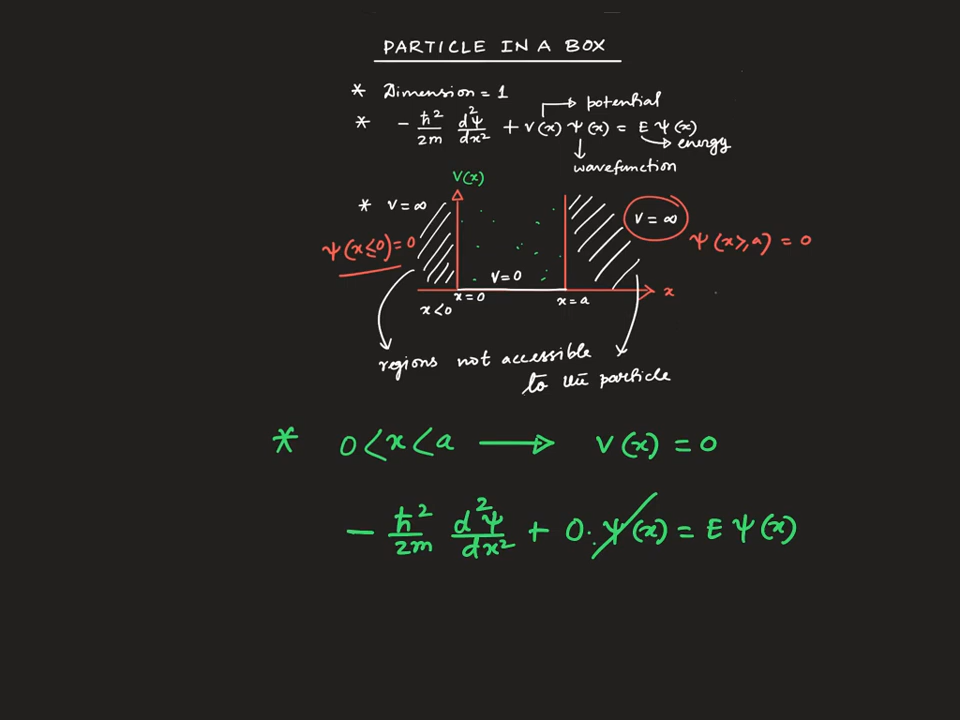 PARTICLE IN A BOX
* Dimension = 1
potential
* - ħ²/2m d²Ψ/dx² + V(x) Ψ(x) = E Ψ(x)
energy
wavefunction
V(x)
* V = ∞
V = ∞
Ψ(x≤0) = 0
Ψ(x≥a) = 0
V = 0
x<0
x=0
x=a
x
regions not accessible
to the particle
* 0 < x < a → V(x) = 0
- ħ²/2m d²Ψ/dx² + 0. Ψ(x) = E Ψ(x)